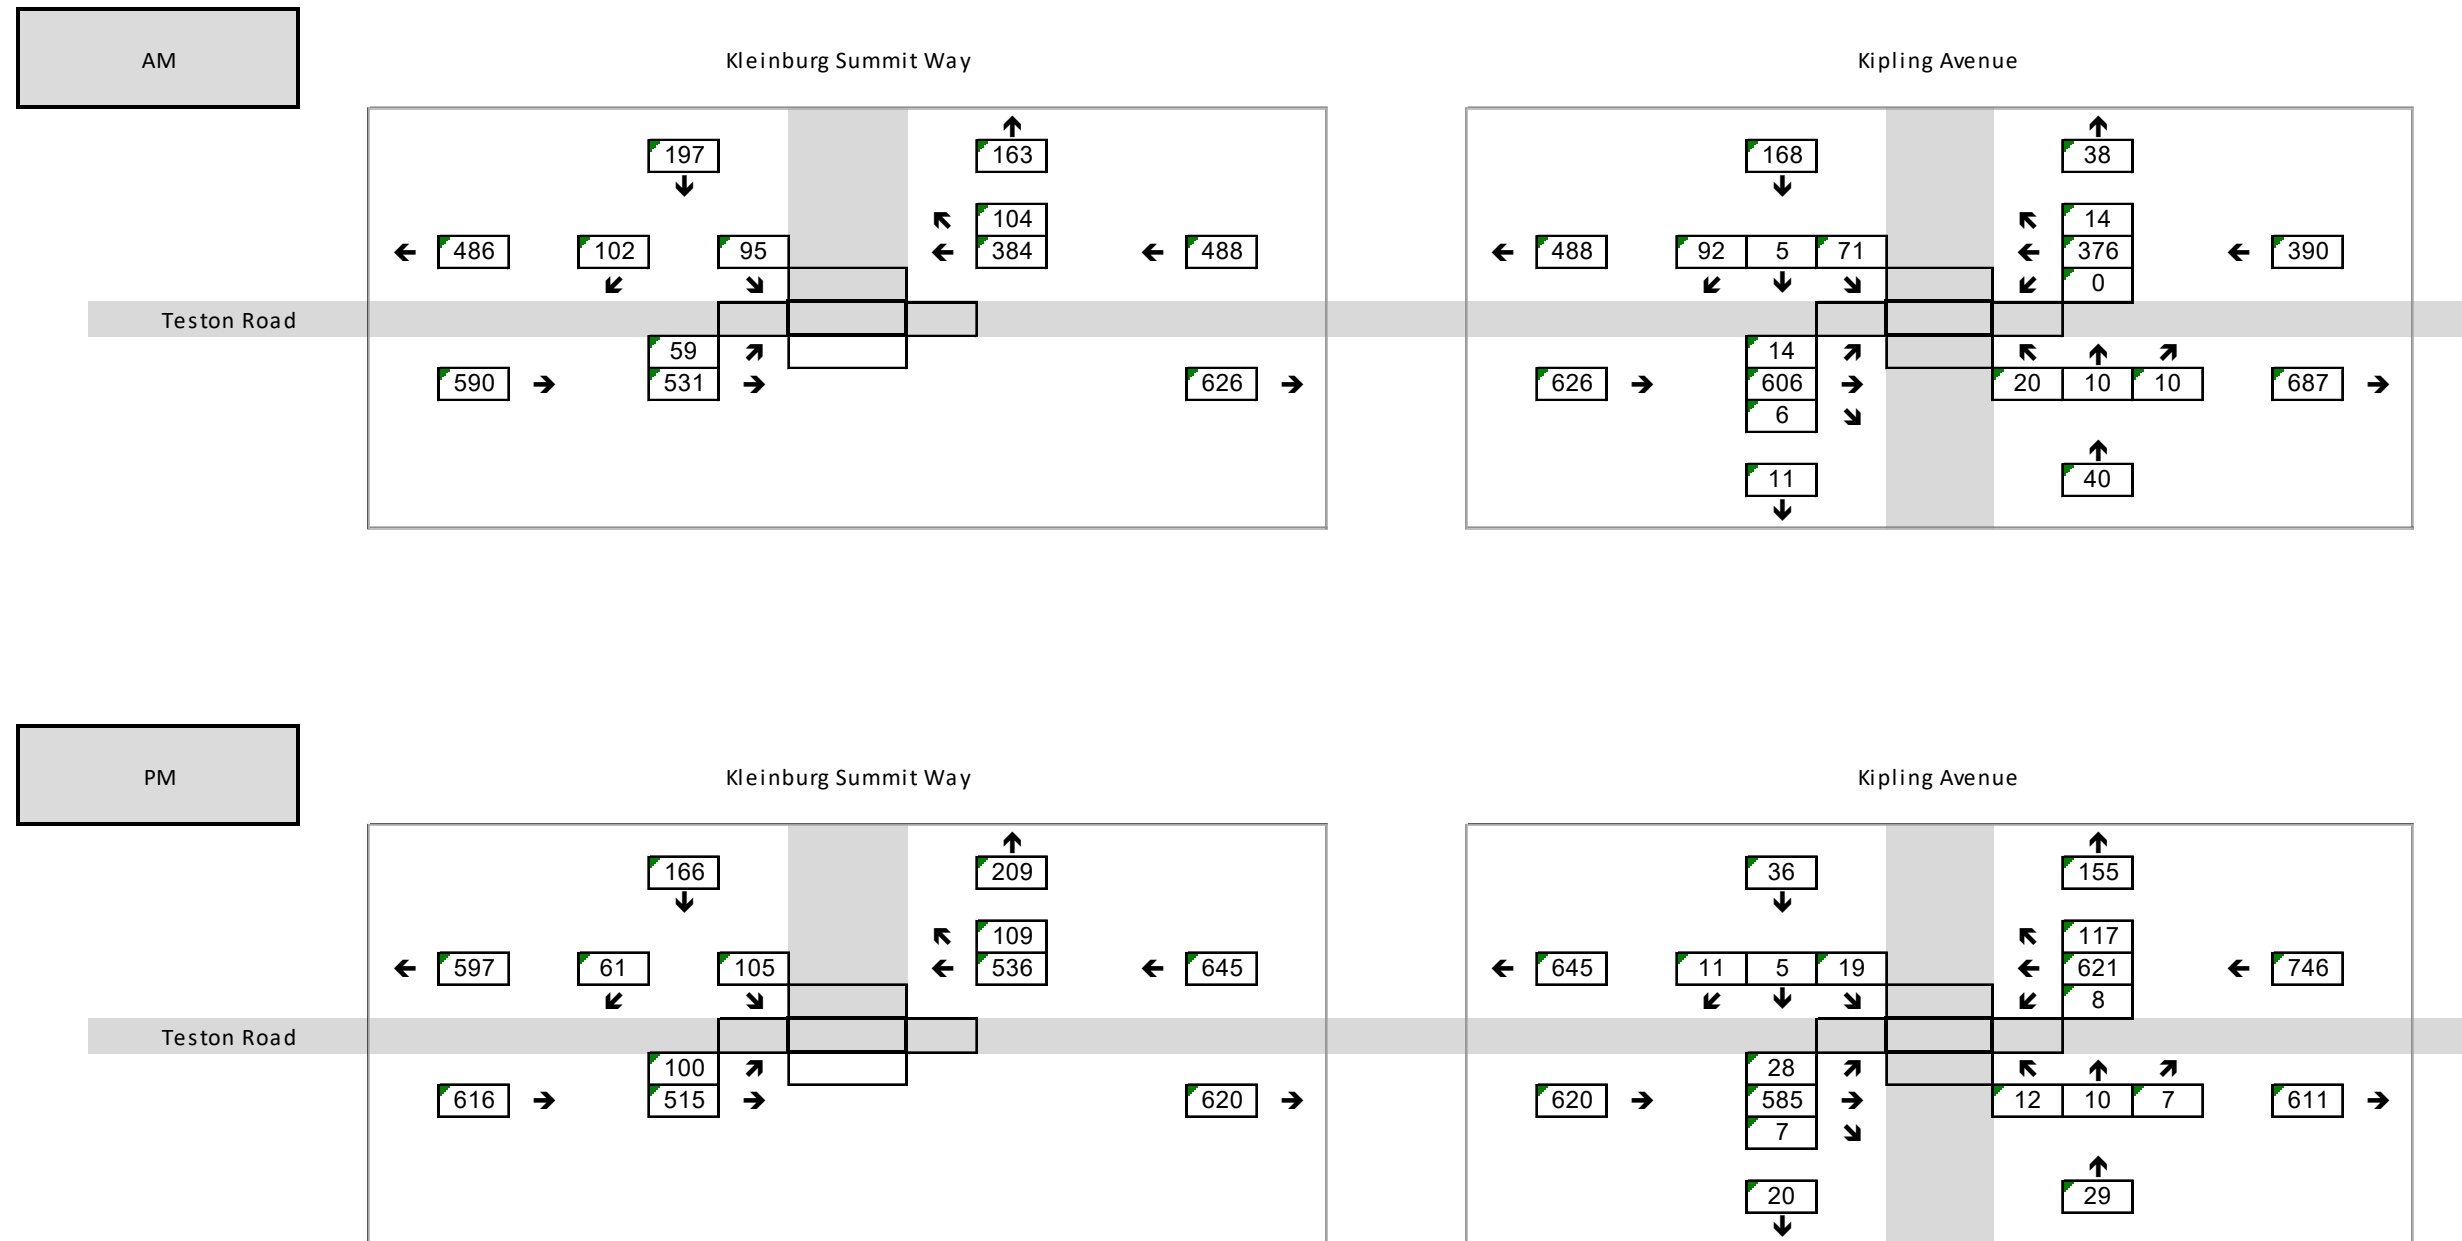 AM
Kleinburg Summit Way Kipling Avenue
197 163 168 38
104 14
486 102 95 384 488 488 92 5 71 376 390
0
Teston Road
59 14
590 531 626 626 606 20 10 10 687
6
11 40
PM
Kleinburg Summit Way Kipling Avenue
166 209 36 155
109 117
597 61 105 536 645 645 11 5 19 621 746
8
Teston Road
100 28
616 515 620 620 585 12 10 7 611
7
20 29